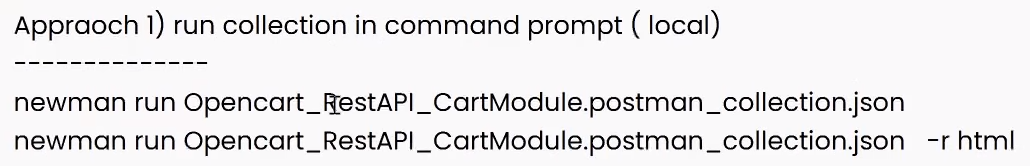 Appraoch 1) run collection in command prompt ( local)
--------------
newman run Opencart_RestAPI_CartModule.postman_collection.json
newman run Opencart_RestAPI_CartModule.postman_collection.json -r html